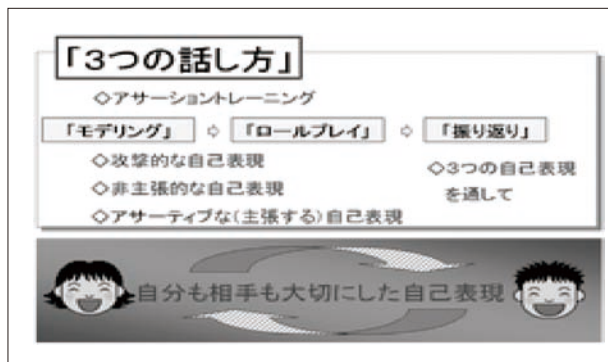 「3つの話し方」
◇アサーショントレーニング
「モデリング」 ⇨ 「ロールプレイ」 ⇨ 「振り返り」
◇攻撃的な自己表現
◇非主張的な自己表現
◇アサーティブな(主張する)自己表現
◇3つの自己表現
を通して
自分も相手も大切にした自己表現